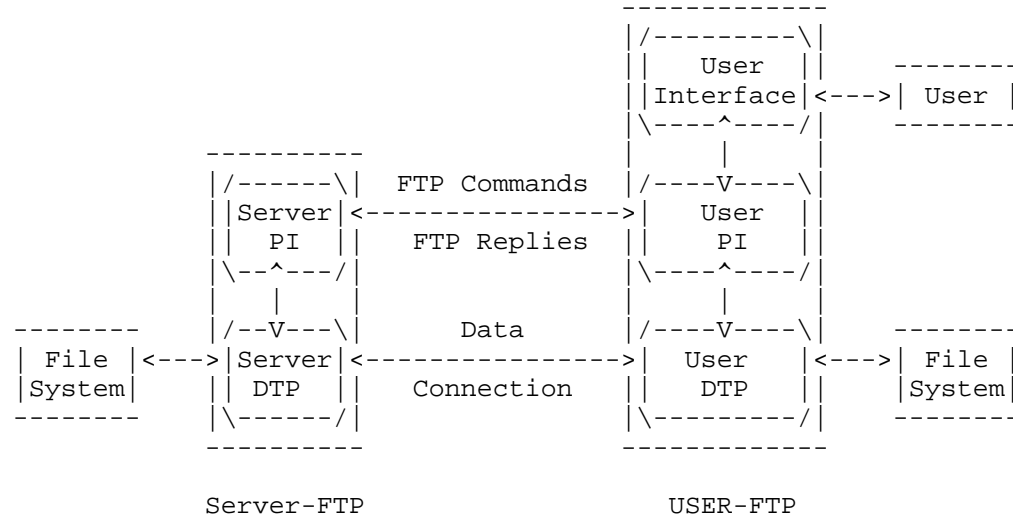 -------------
|/---------\|
||   User  ||    --------
||Interface|<--->| User |
|\----^----/|    --------
----------                |     |     |
|/------\|  FTP Commands  |/----V----\|
||Server|<---------------->|   User  ||
||  PI  ||   FTP Replies  ||    PI   ||
|\--^---/|                |\----^----/|
|   |    |                |     |     |
--------    |/--V---\|      Data      |/----V----\|    --------
| File |<--->|Server|<---------------->|  User   |<--->| File |
|System|    || DTP  ||   Connection   ||   DTP   ||    |System|
--------    |\------/|                |\---------/|    --------
----------                -------------
Server-FTP                   USER-FTP